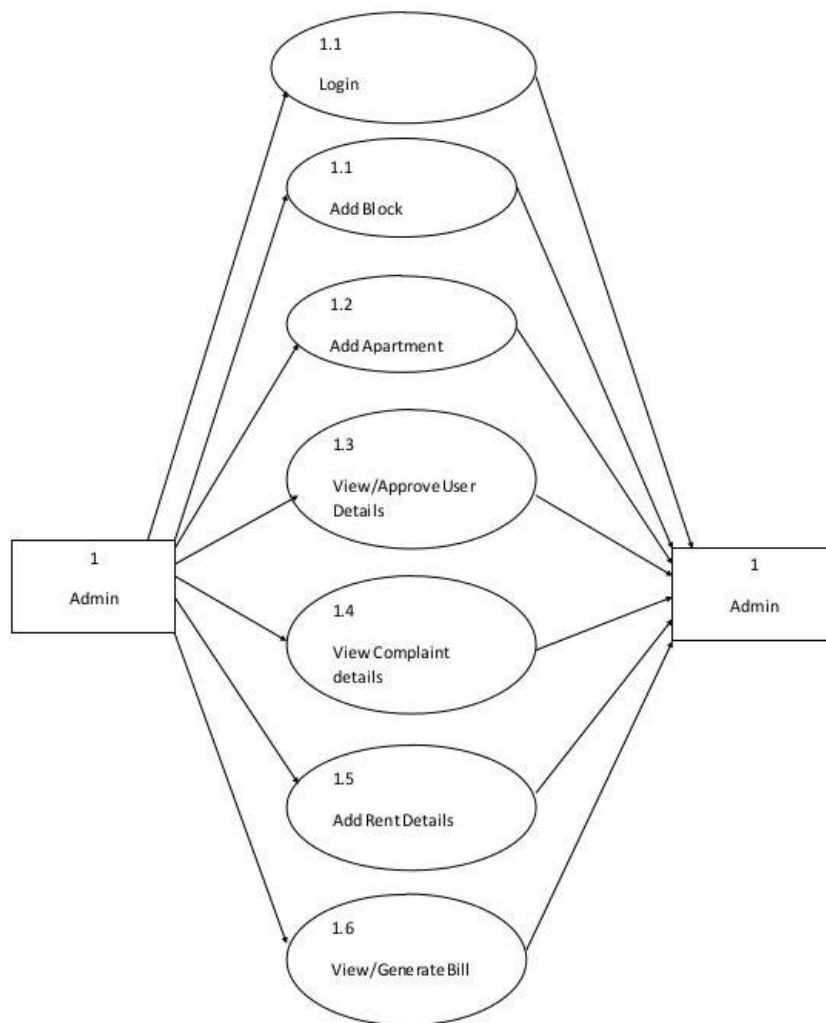 1.1
Login
1.1
Add Block
1.2
Add Apartment
1.3
View/Approve User
Details
1
Admin
1
Admin
1.4
View Complaint
details
1.5
Add Rent Details
1.6
View/Generate Bill